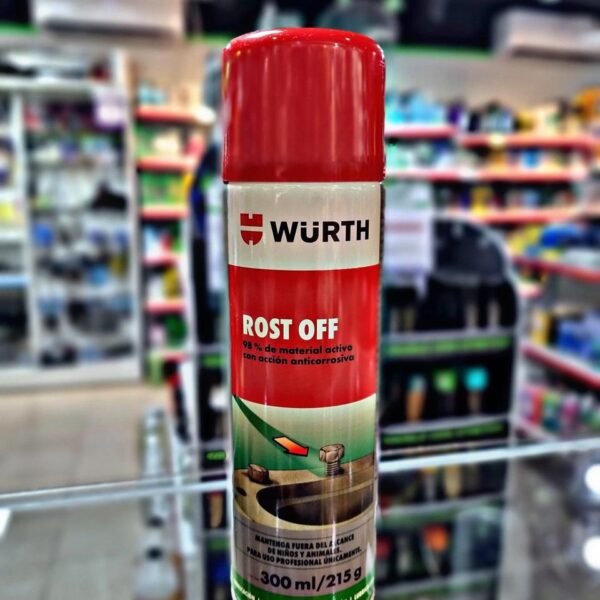 WÜRTH
ROST OFF
98 % de material activo
con acción anticorrosiva
MANTENGA FUERA DEL ALCANCE
DE NIÑOS Y ANIMALES.
PARA USO PROFESIONAL ÚNICAMENTE.
300 ml/215 g